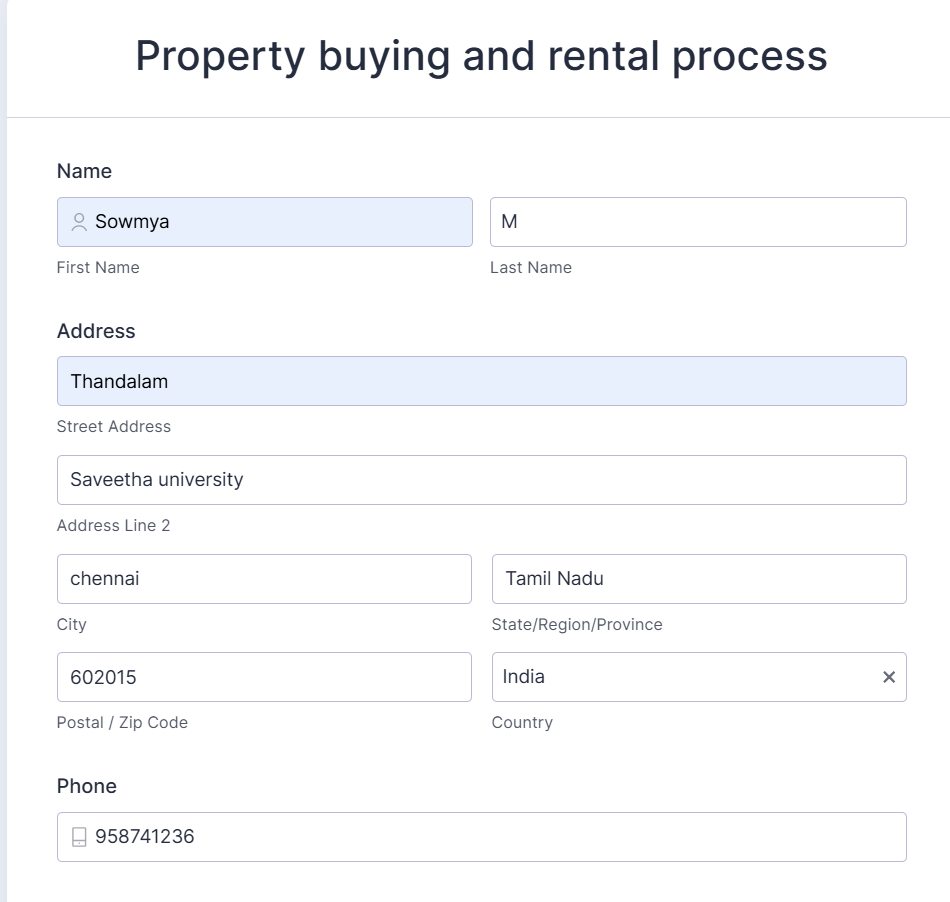 Property buying and rental process
Name
Sowmya M
First Name Last Name
Address
Thandalam
Street Address
Saveetha university
Address Line 2
chennai Tamil Nadu
City State/Region/Province
602015 India ×
Postal / Zip Code Country
Phone
958741236